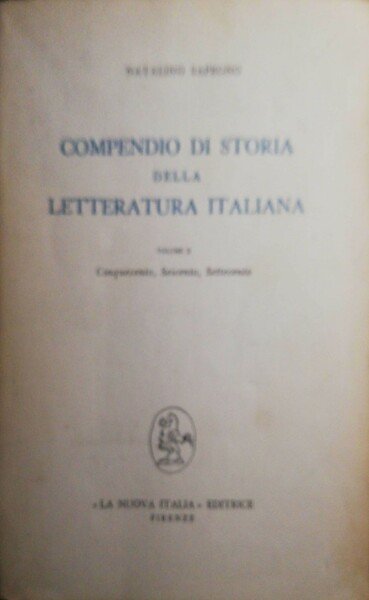 NATALINO SAPEGNO
COMPENDIO DI STORIA
DELLA
LETTERATURA ITALIANA
VOLUME II
Cinquecento, Seicento, Settecento
«LA NUOVA ITALIA» EDITRICE
FIRENZE